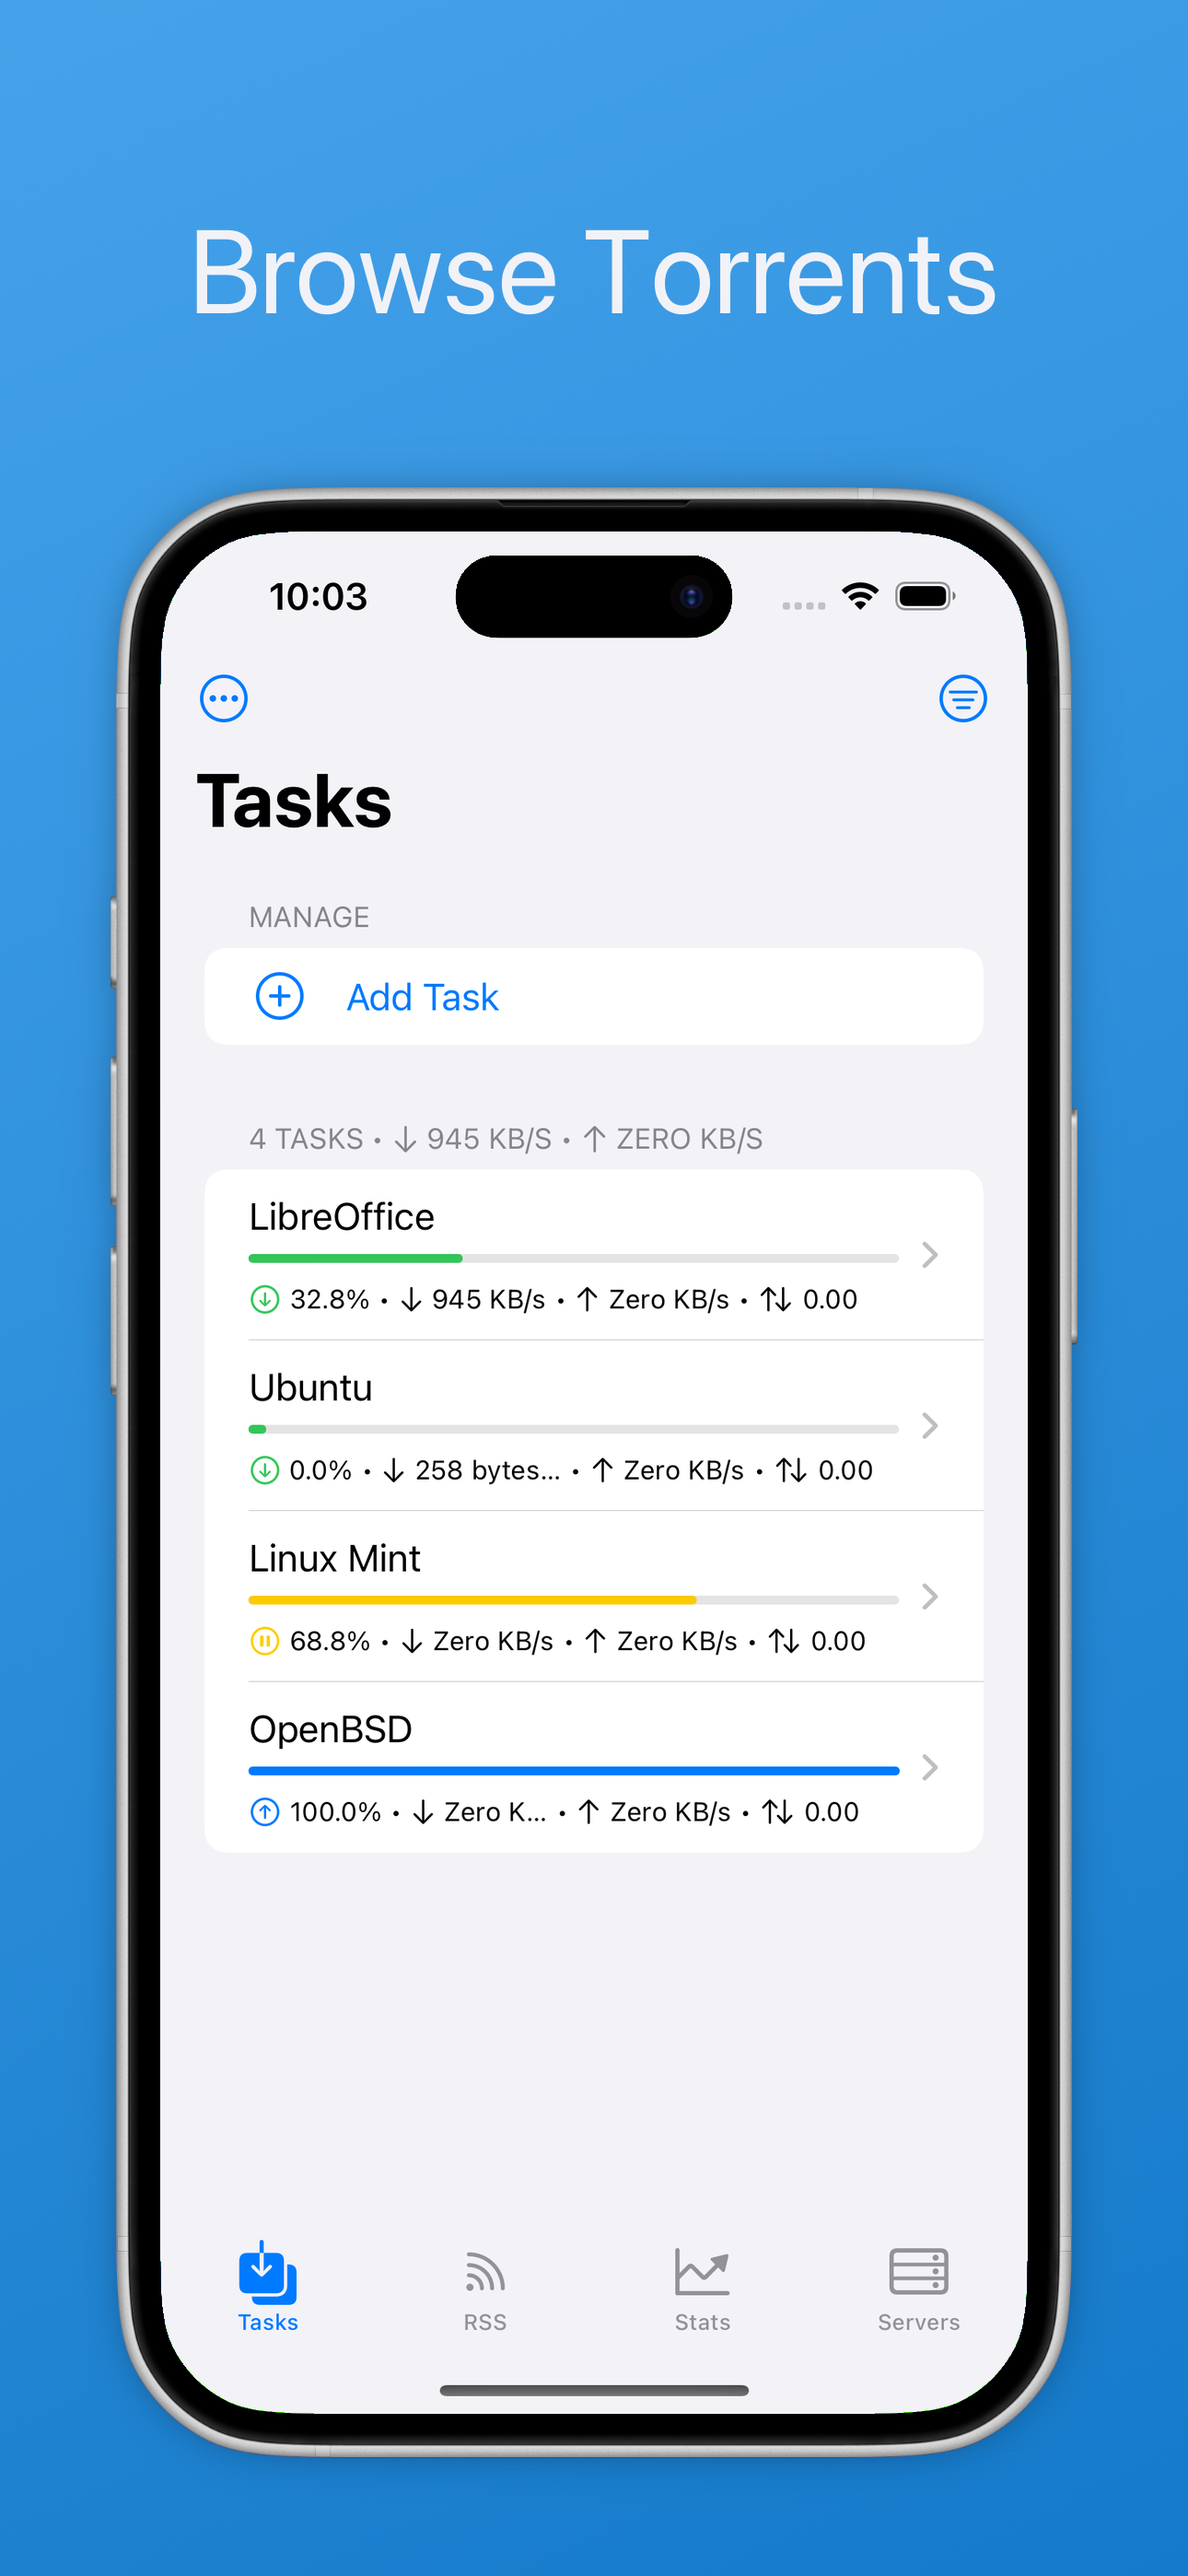 Browse Torrents
10:03
Tasks
MANAGE
Add Task
4 TASKS • ↓ 945 KB/S • ↑ ZERO KB/S
LibreOffice
32.8% • ↓ 945 KB/s • ↑ Zero KB/s • ↑↓ 0.00
Ubuntu
0.0% • ↓ 258 bytes... • ↑ Zero KB/s • ↑↓ 0.00
Linux Mint
68.8% • ↓ Zero KB/s • ↑ Zero KB/s • ↑↓ 0.00
OpenBSD
100.0% • ↓ Zero K... • ↑ Zero KB/s • ↑↓ 0.00
Tasks RSS Stats Servers